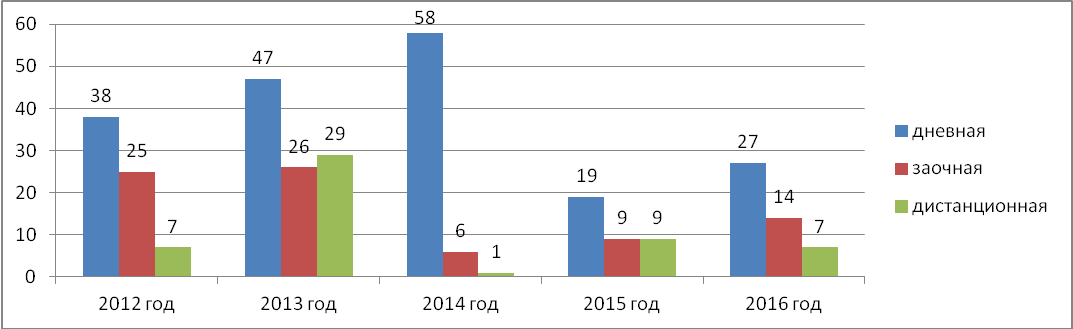 60
50
40
30
20
10
0
38
25
7
47
26
29
58
6
1
19
9
9
27
14
7
2012 год
2013 год
2014 год
2015 год
2016 год
дневная
заочная
дистанционная